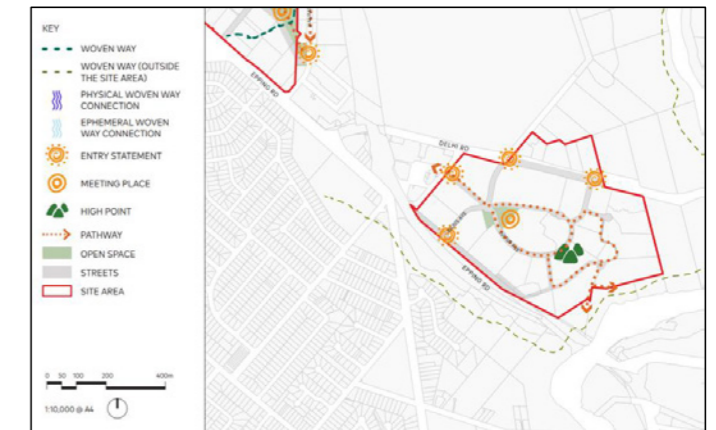 KEY
WOVEN WAY
WOVEN WAY (OUTSIDE
THE SITE AREA)
PHYSICAL WOVEN WAY
CONNECTION
EPHEMERAL WOVEN
WAY CONNECTION
ENTRY STATEMENT
MEETING PLACE
HIGH POINT
PATHWAY
OPEN SPACE
STREETS
SITE AREA
0 50 100 200 400m
1:10,000 @ A4
EPPING RD
DELHI RD
EPPING RD